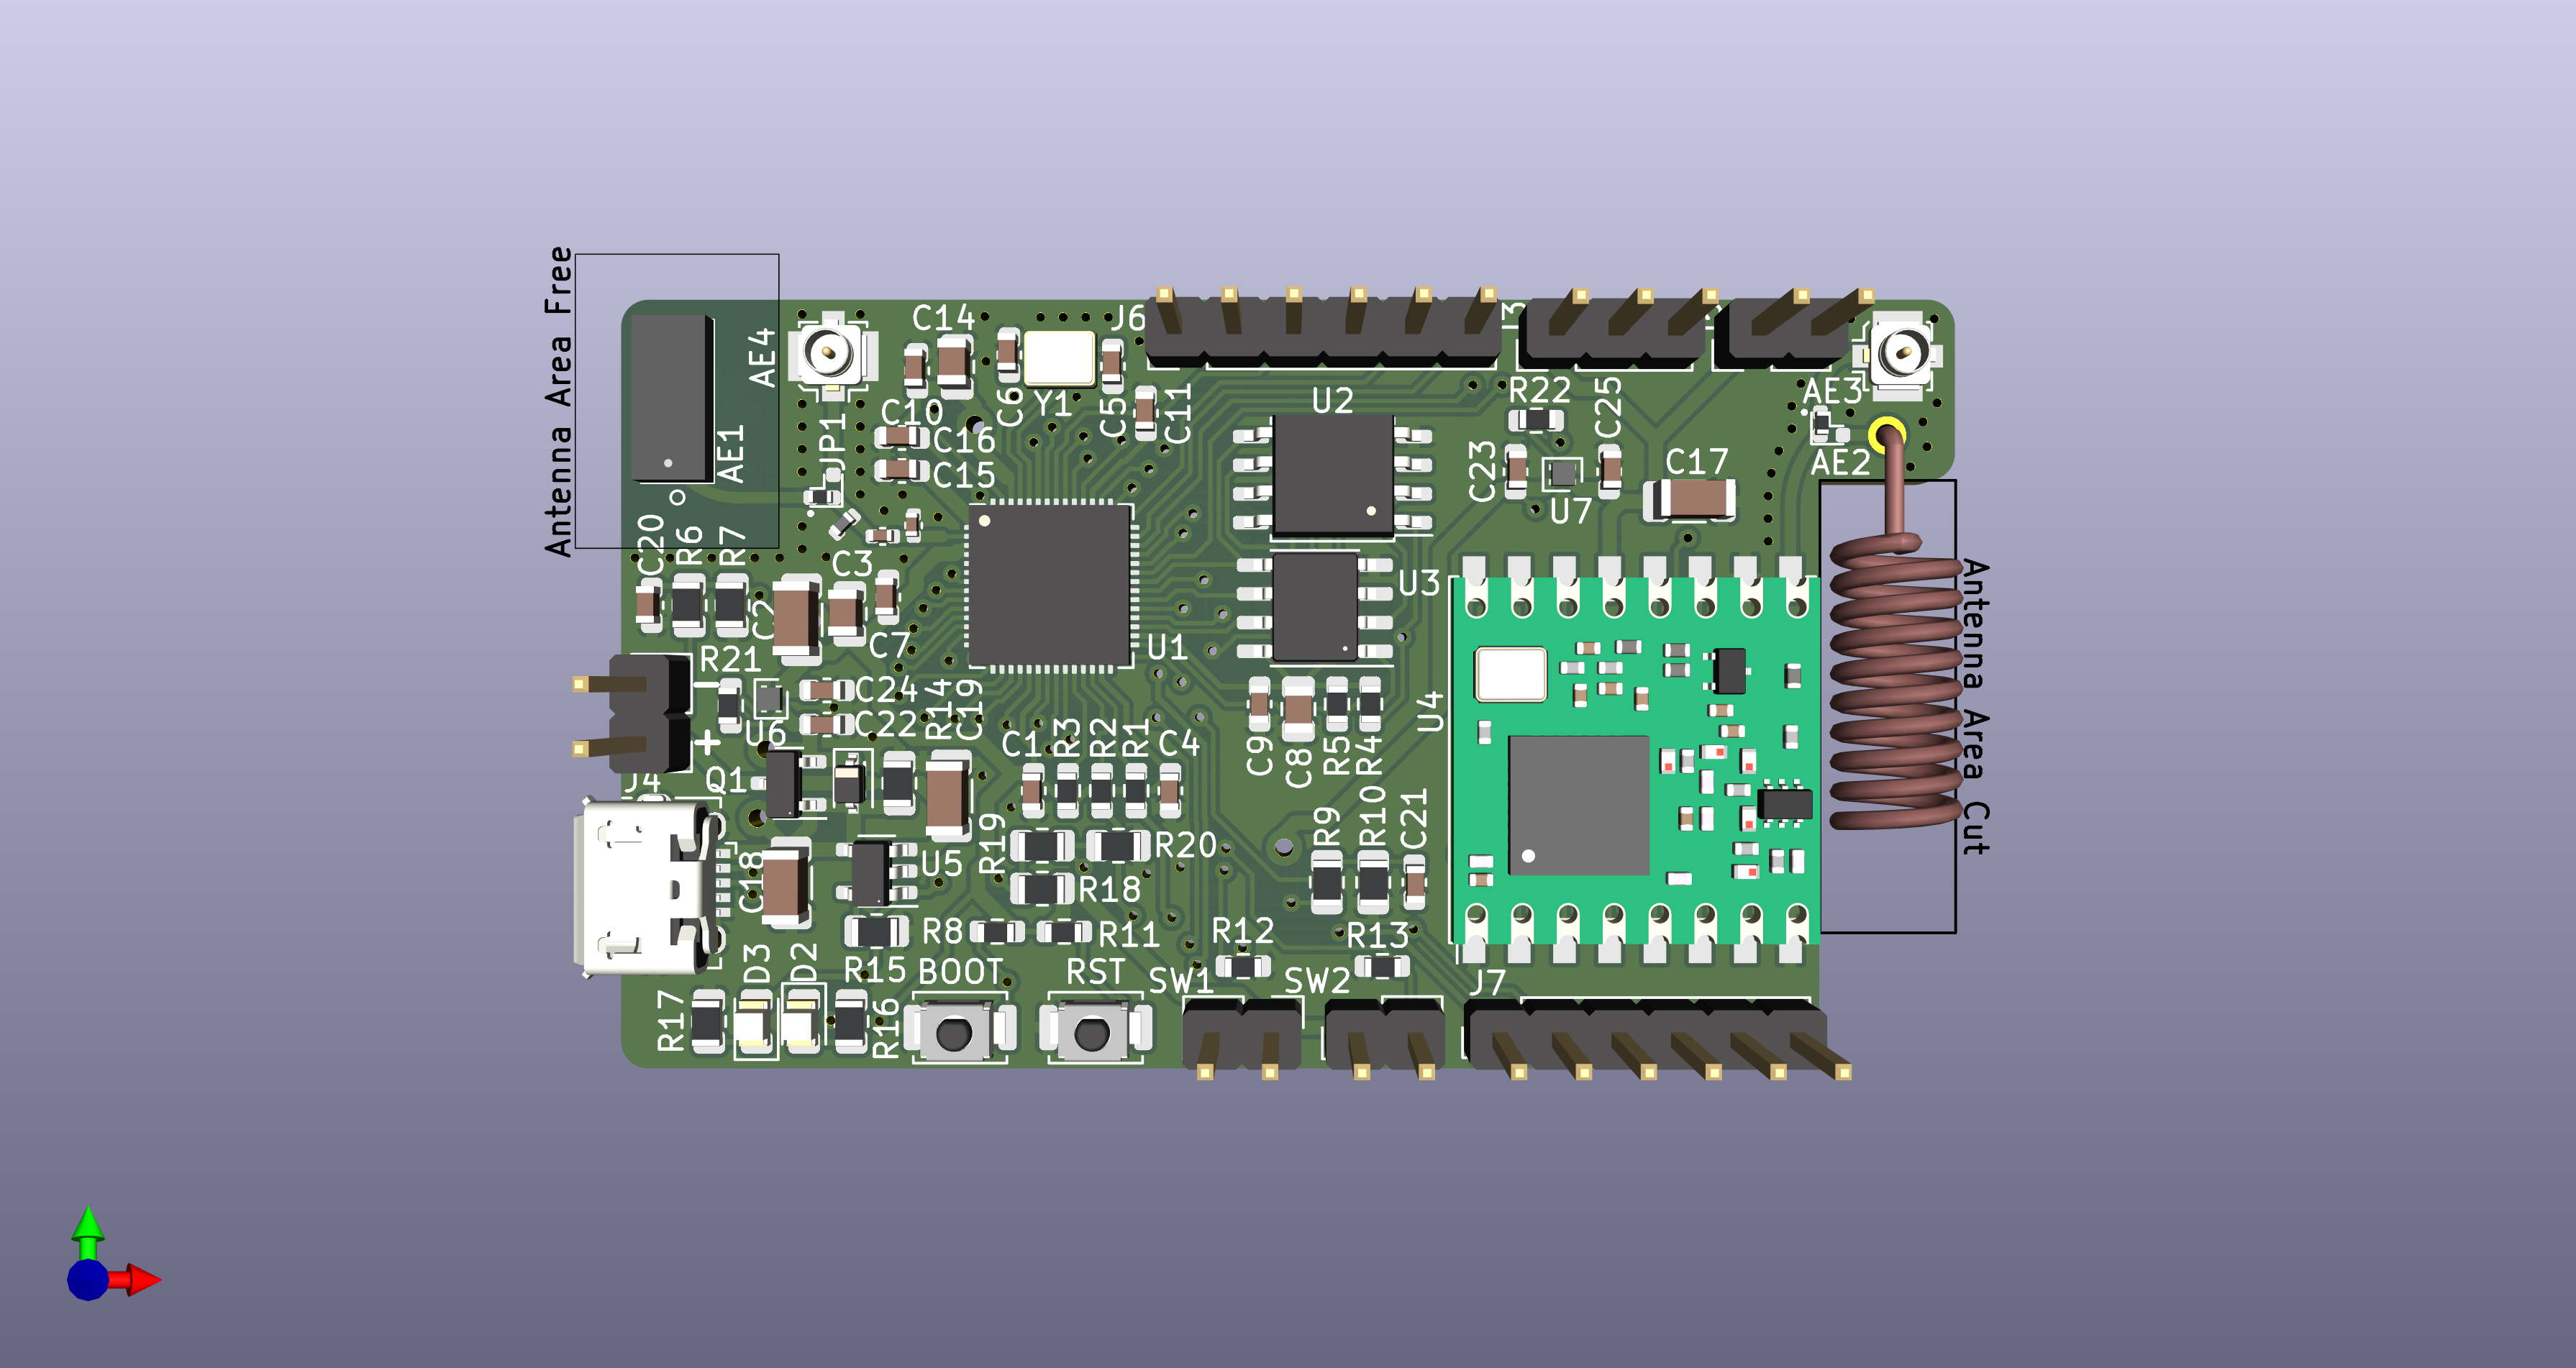 Antenna Area Free
AE1
AE4
JP1
C14
C10
C16
C15
C6
Y1
C5
C11
J6
U2
R22
C23
C25
U7
C17
AE3
AE2
C20
R6
R7
C2
C3
C7
U1
U3
U4
Antenna Area Cut
R21
−
+
U6
C24
C22
R14
C19
J4
Q1
C1
R3
R2
R1
C4
C9
C8
R5
R4
C18
U5
R19
R20
R18
R9
R10
C21
R8
R11
R12
R13
R15
D3
D2
R17
R16
BOOT
RST
SW1
SW2
J7